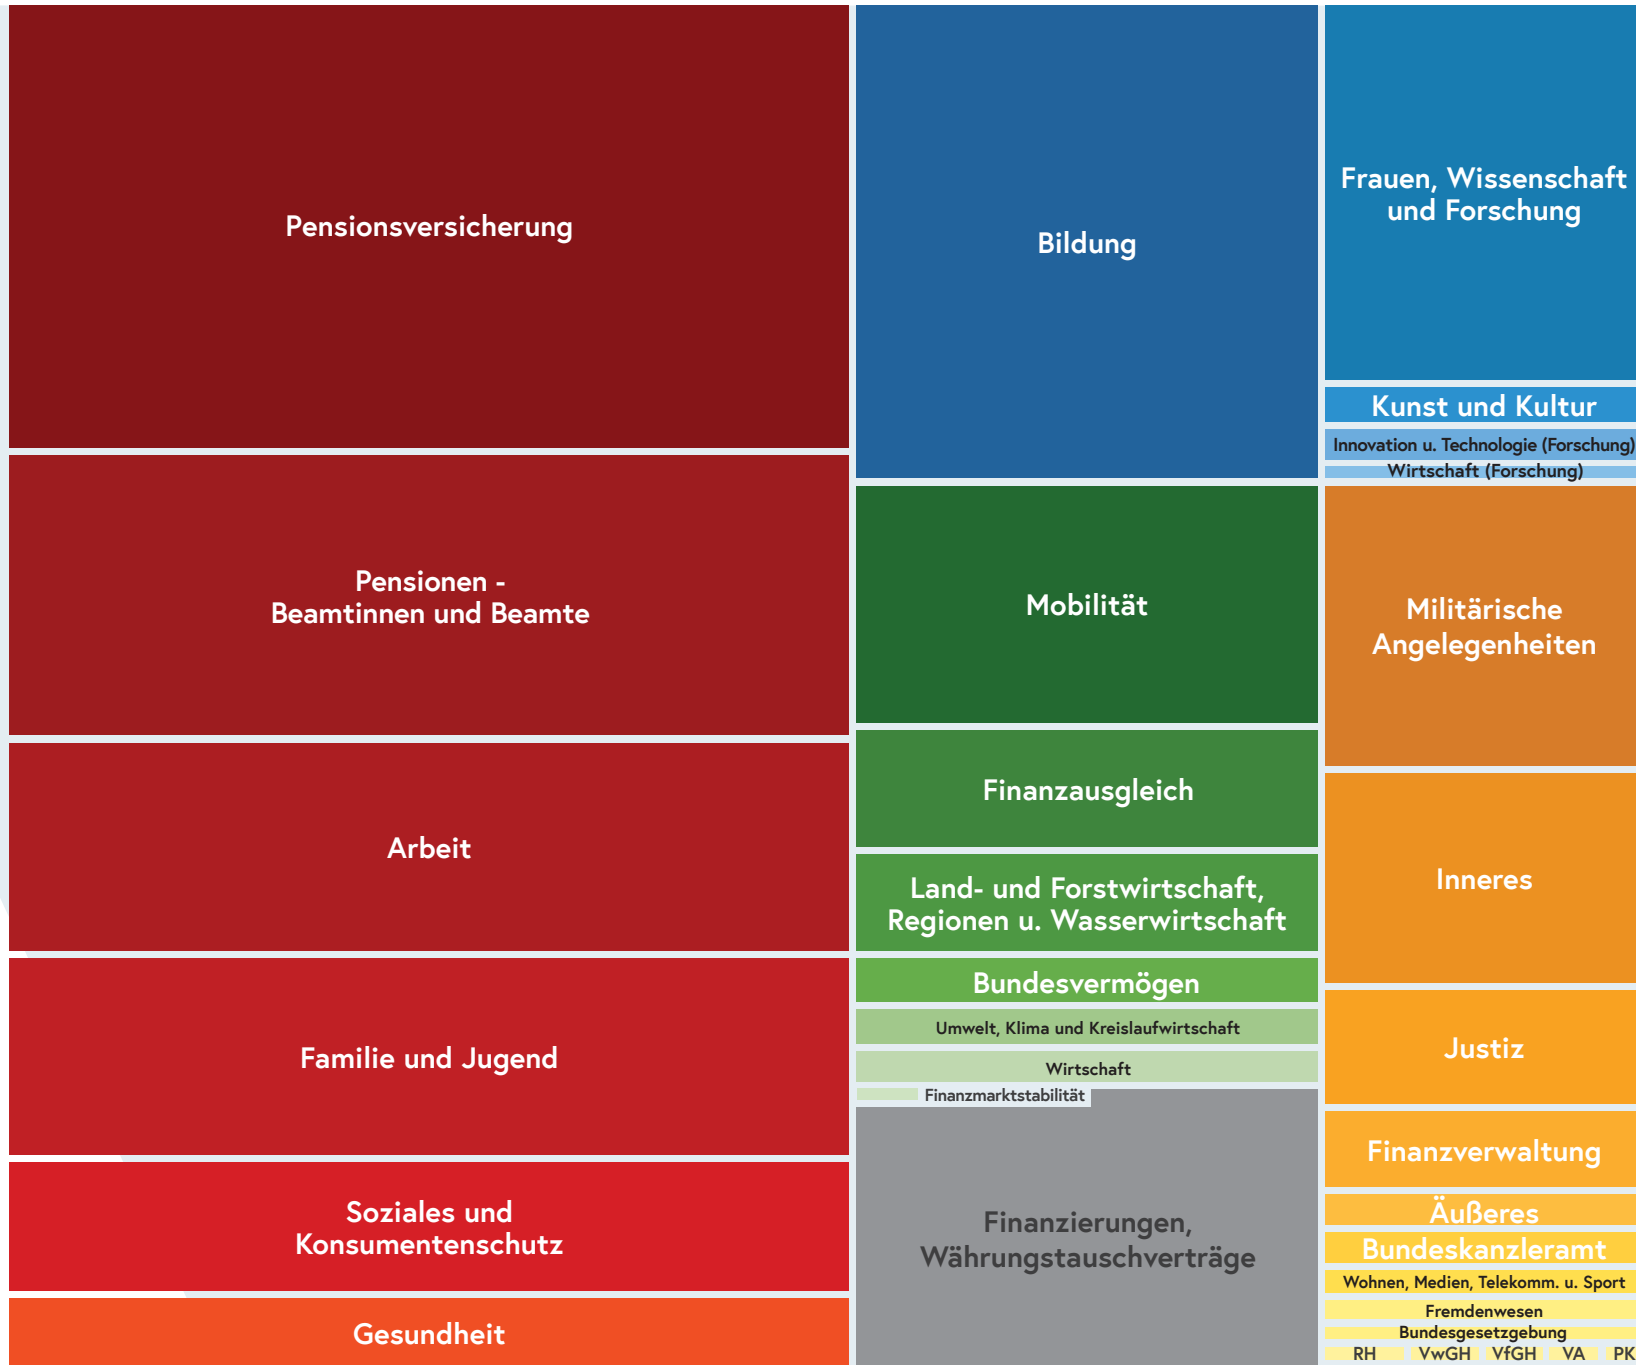 Pensionsversicherung
Pensionen -
Beamtinnen und Beamte
Arbeit
Familie und Jugend
Soziales und
Konsumentenschutz
Gesundheit
Bildung
Mobilität
Finanzausgleich
Land- und Forstwirtschaft,
Regionen u. Wasserwirtschaft
Bundesvermögen
Umwelt, Klima und Kreislaufwirtschaft
Wirtschaft
Finanzmarktstabilität
Finanzierungen,
Währungstauschverträge
Frauen, Wissenschaft
und Forschung
Kunst und Kultur
Innovation u. Technologie (Forschung)
Wirtschaft (Forschung)
Militärische
Angelegenheiten
Inneres
Justiz
Finanzverwaltung
Äußeres
Bundeskanzleramt
Wohnen, Medien, Telekomm. u. Sport
Fremdenwesen
Bundesgesetzgebung
RH VwGH VfGH VA PK